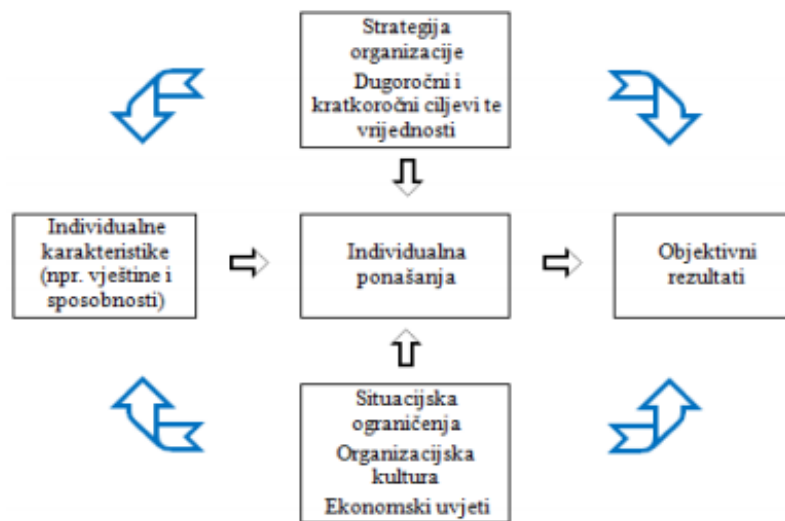 Strategija
organizacije
Dugoročni i
kratkoročni ciljevi te
vrijednosti
Individualne
karakteristike
(npr. vještine i
sposobnosti)
Individualna
ponašanja
Objektivni
rezultati
Situacijska
ograničenja
Organizacijska
kultura
Ekonomski uvjeti